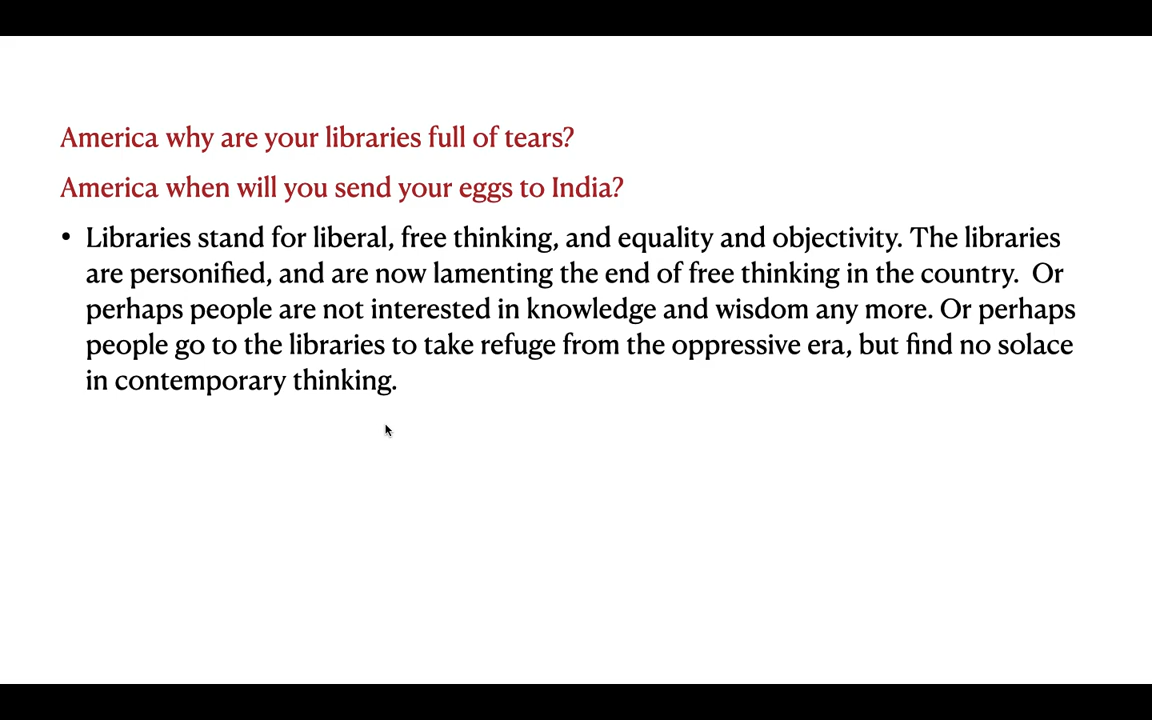 America why are your libraries full of tears?
America when will you send your eggs to India?
• Libraries stand for liberal, free thinking, and equality and objectivity. The libraries
are personified, and are now lamenting the end of free thinking in the country.  Or
perhaps people are not interested in knowledge and wisdom any more. Or perhaps
people go to the libraries to take refuge from the oppressive era, but find no solace
in contemporary thinking.